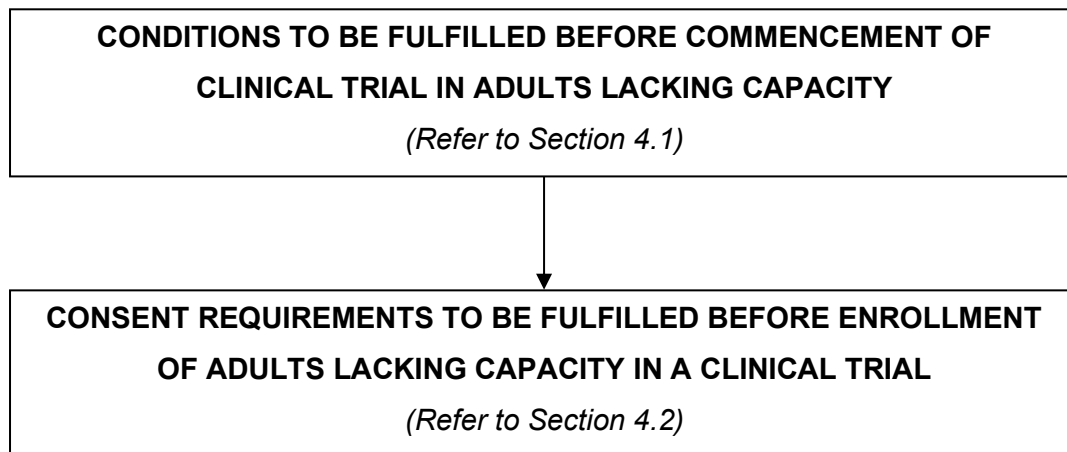 CONDITIONS TO BE FULFILLED BEFORE COMMENCEMENT OF
CLINICAL TRIAL IN ADULTS LACKING CAPACITY
(Refer to Section 4.1)
CONSENT REQUIREMENTS TO BE FULFILLED BEFORE ENROLLMENT
OF ADULTS LACKING CAPACITY IN A CLINICAL TRIAL
(Refer to Section 4.2)